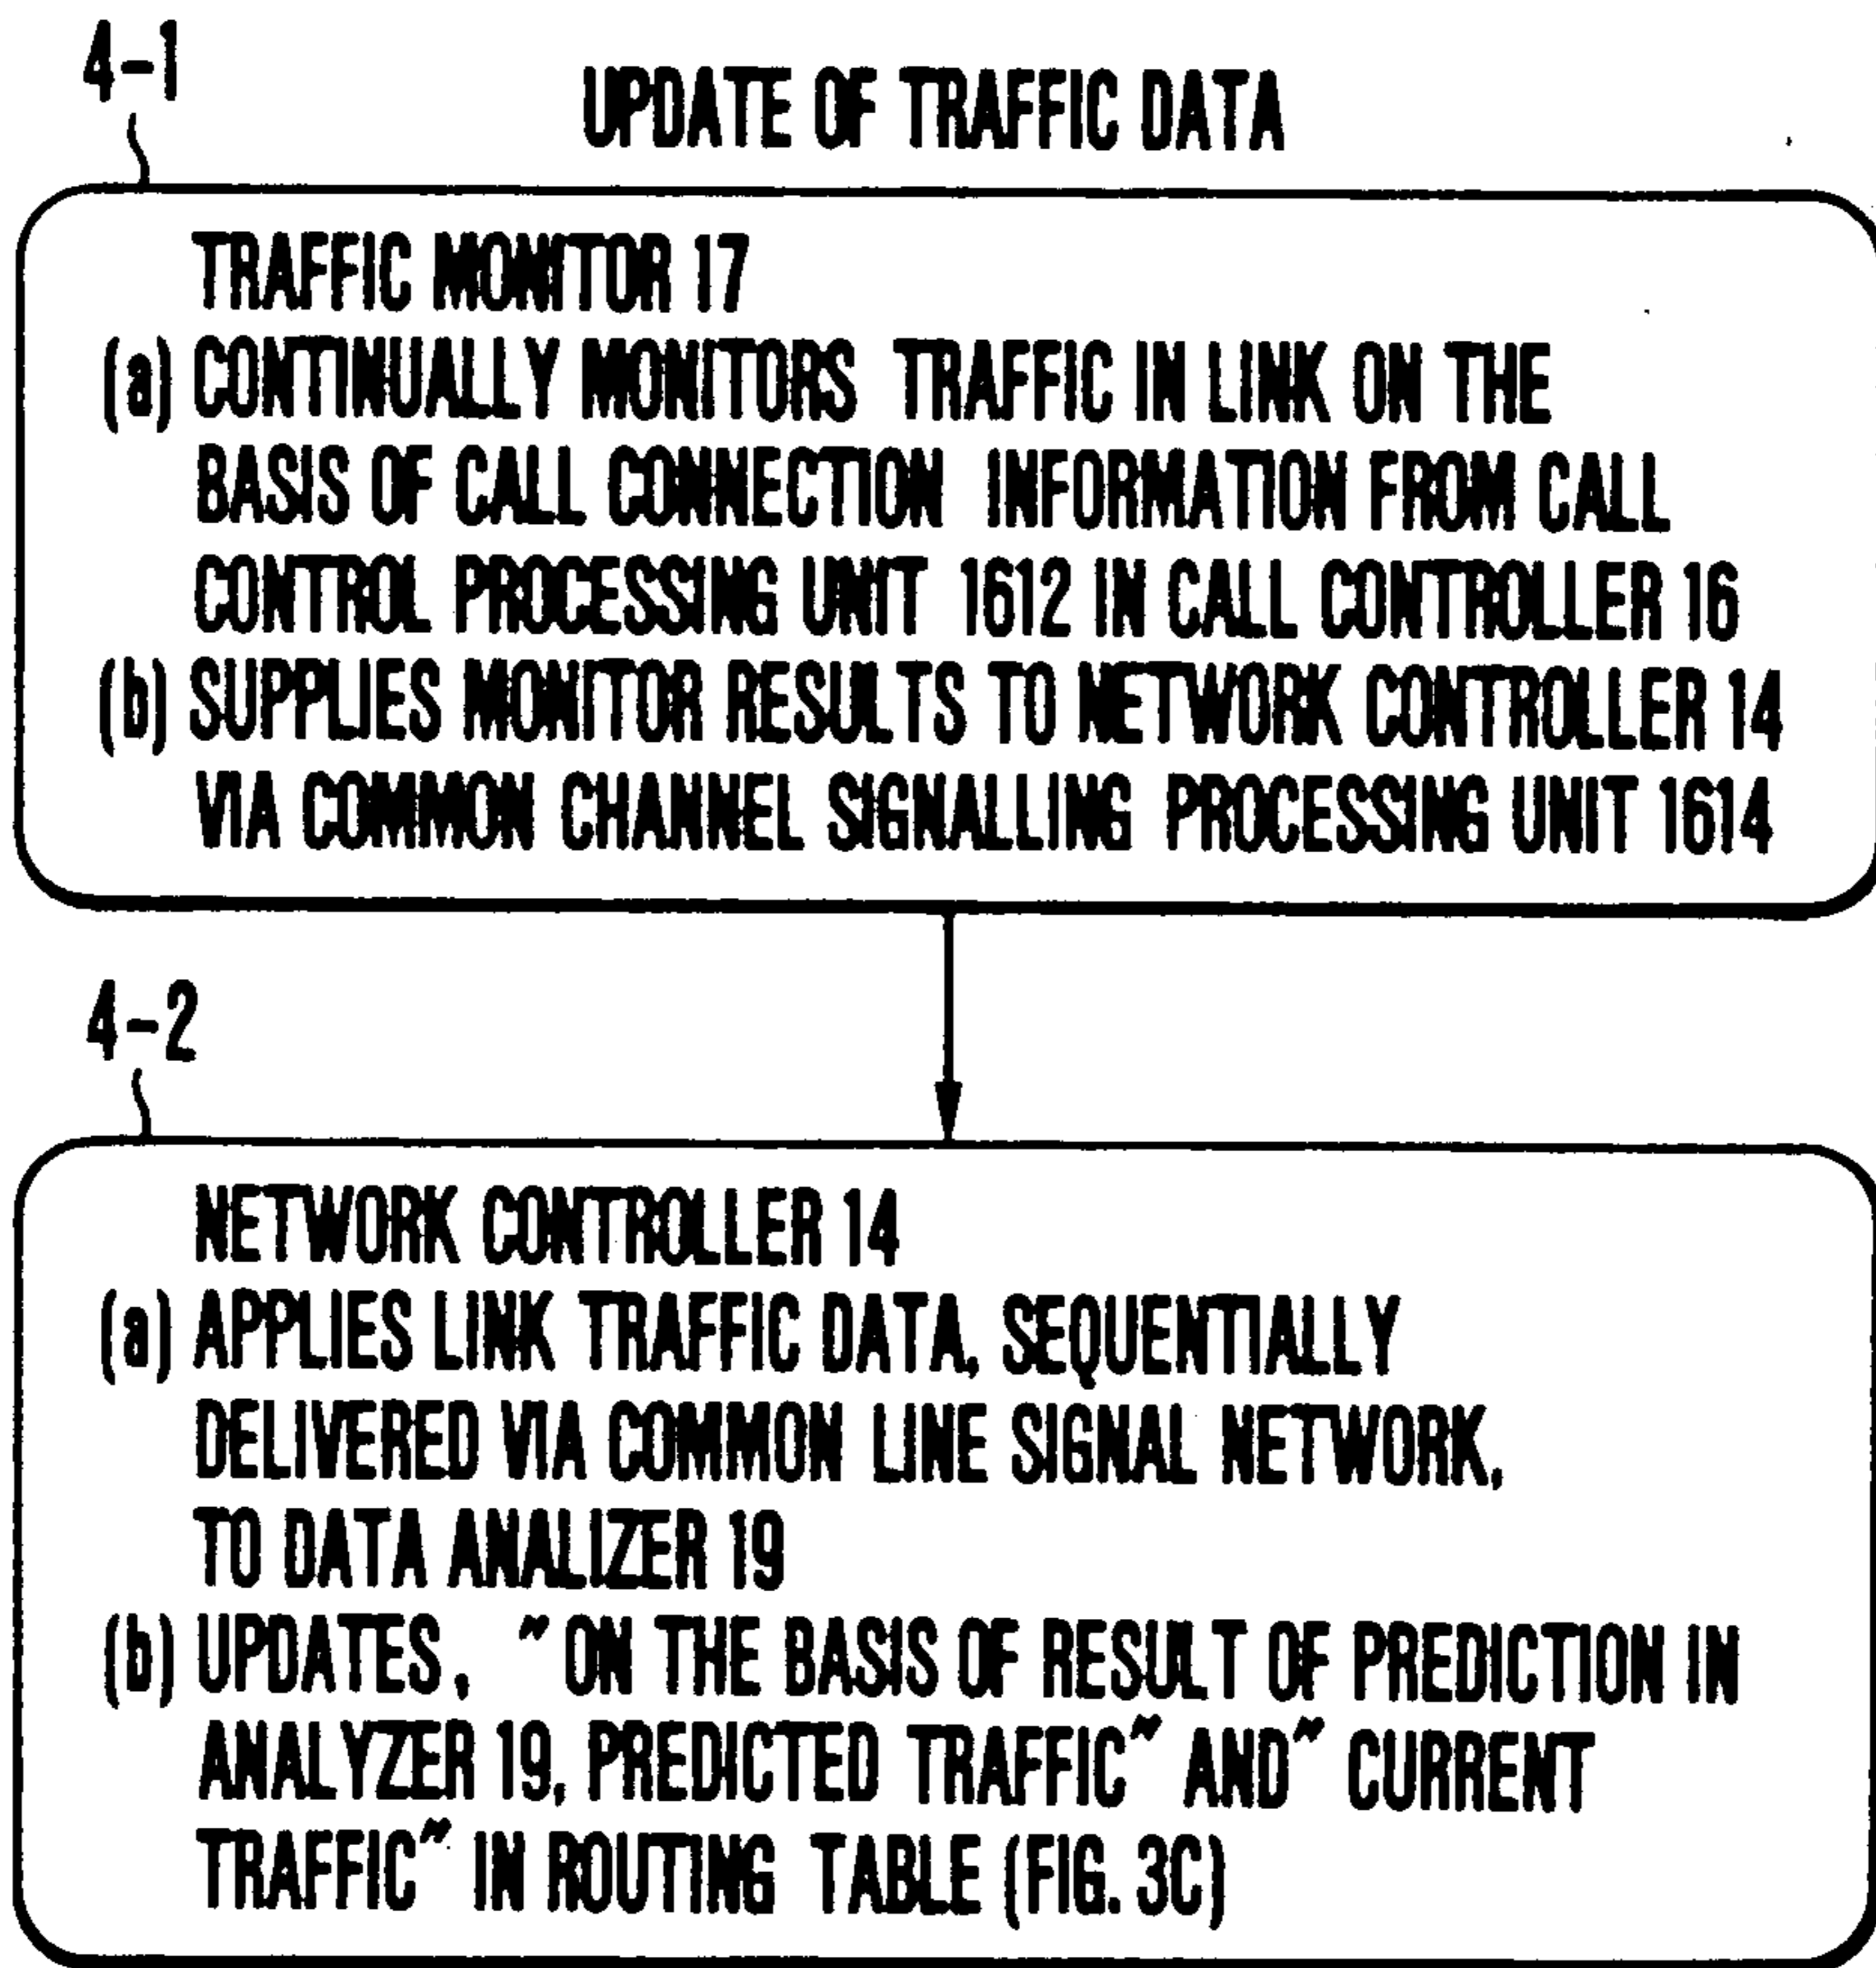 4-1
UPDATE OF TRAFFIC DATA
TRAFFIC MONITOR 17
(a) CONTINUALLY MONITORS TRAFFIC IN LINK ON THE
BASIS OF CALL CONNECTION INFORMATION FROM CALL
CONTROL PROCESSING UNIT 1612 IN CALL CONTROLLER 16
(b) SUPPLIES MONITOR RESULTS TO NETWORK CONTROLLER 14
VIA COMMON CHANNEL SIGNALLING PROCESSING UNIT 1614
4-2
NETWORK CONTROLLER 14
(a) APPLIES LINK TRAFFIC DATA, SEQUENTIALLY
DELIVERED VIA COMMON LINE SIGNAL NETWORK,
TO DATA ANALIZER 19
(b) UPDATES, "ON THE BASIS OF RESULT OF PREDICTION IN
ANALYZER 19, PREDICTED TRAFFIC" AND" CURRENT
TRAFFIC" IN ROUTING TABLE (FIG. 3C)